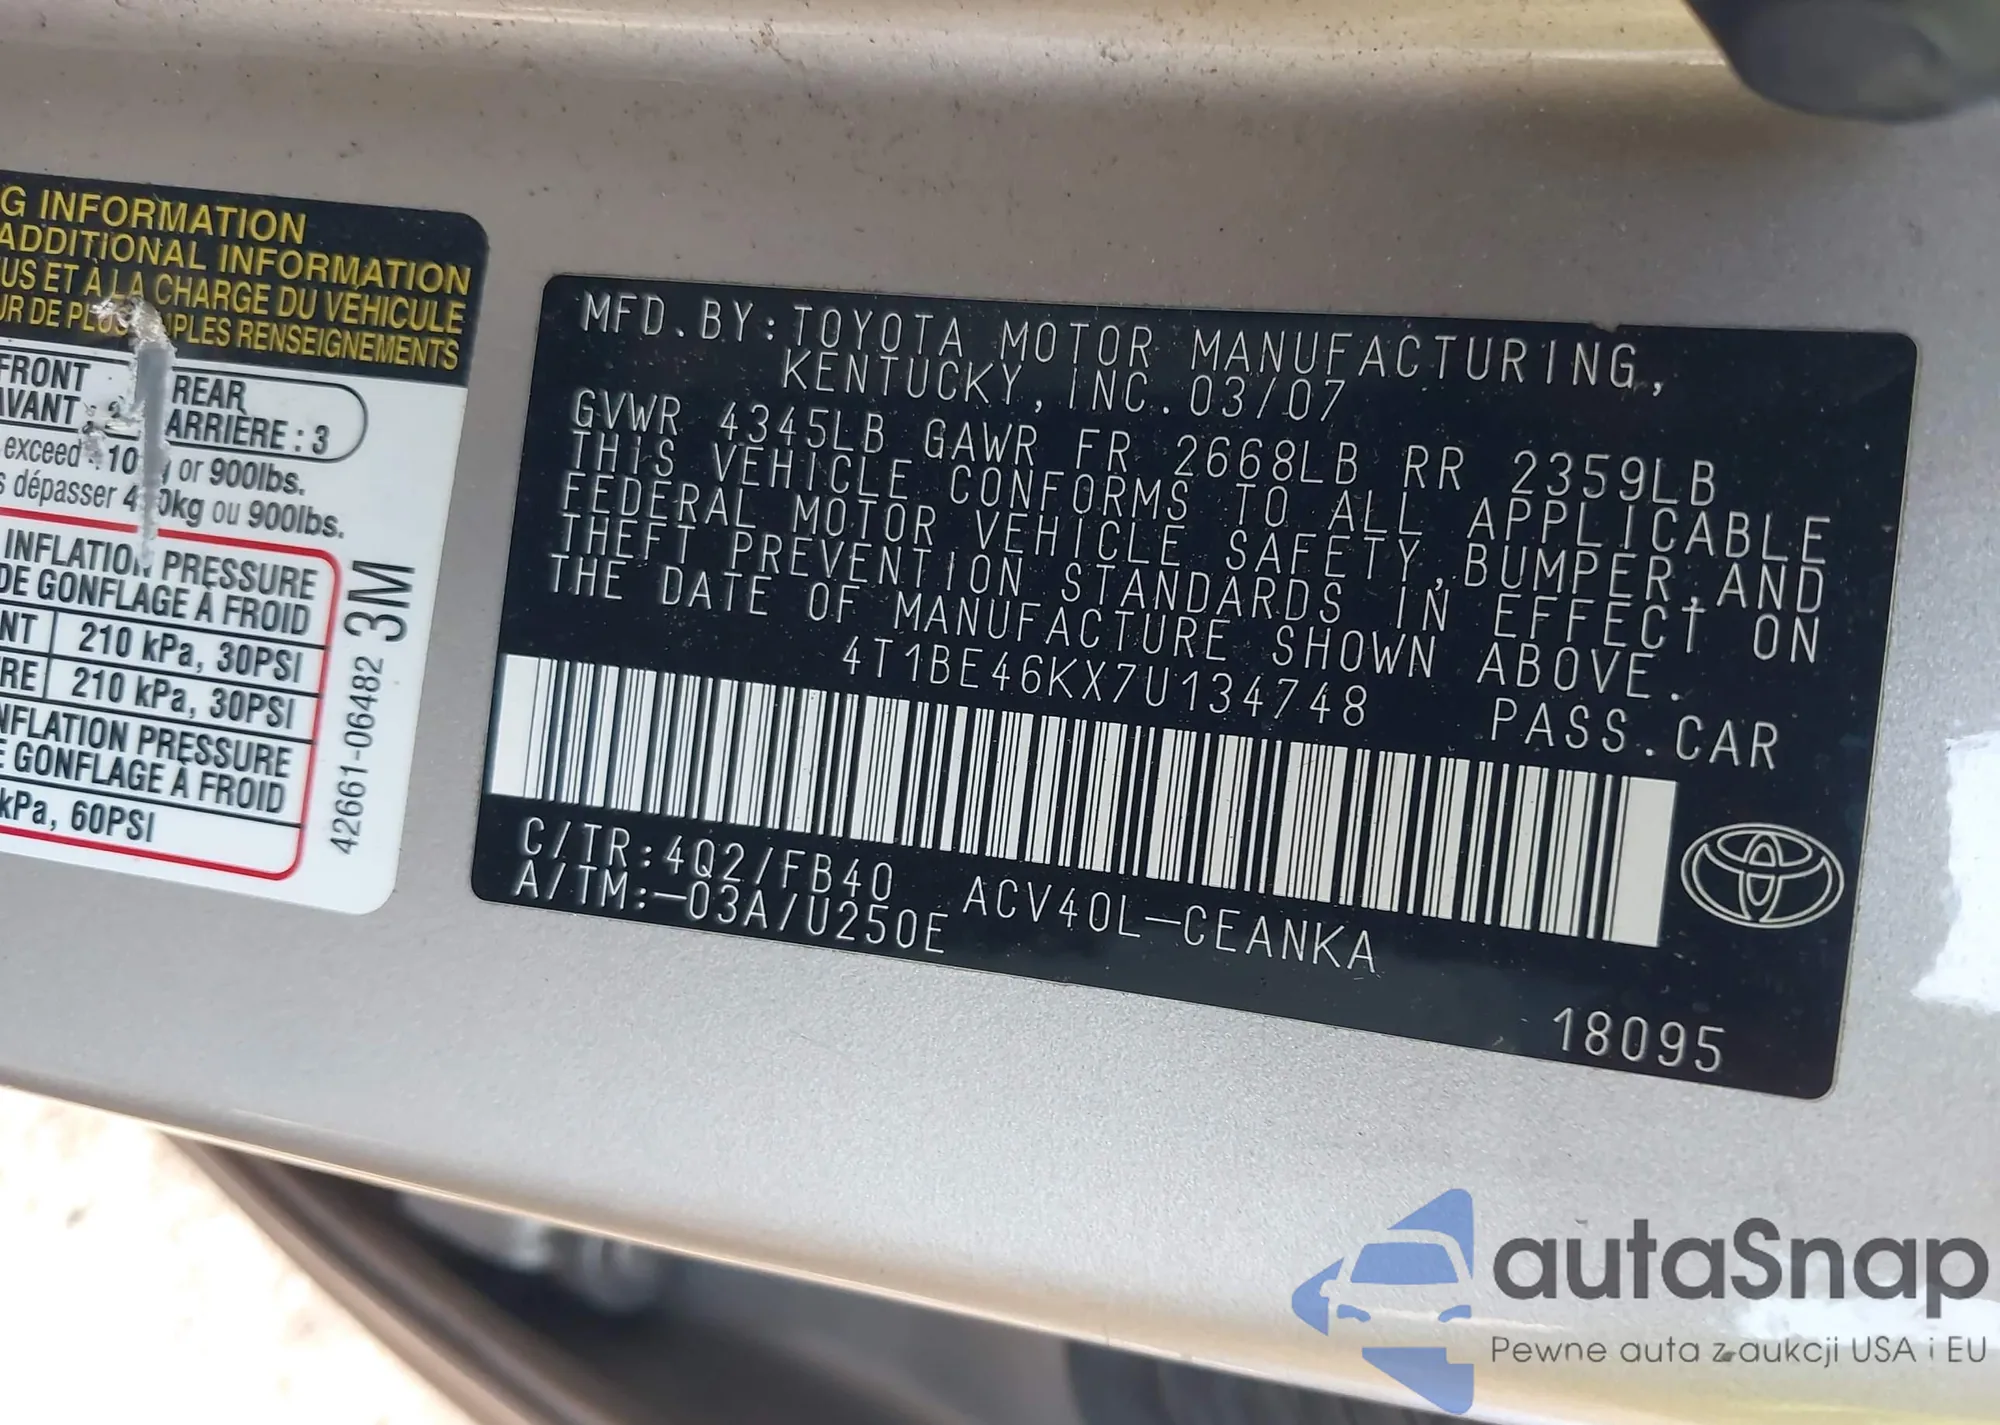 G INFORMATION
ADDITIONAL INFORMATION
US ET À LA CHARGE DU VÉHICULE
UR DE PLUS AMPLES RENSEIGNEMENTS
FRONT
AVANT
REAR
ARRIÈRE : 3
exceed or 900lbs.
s dépasser ou 900lbs.
INFLATION PRESSURE
DE GONFLAGE À FROID
NT 210 kPa, 30PSI
RE 210 kPa, 30PSI
NFLATION PRESSURE
E GONFLAGE À FROID
kPa, 60PSI
42661-06482 3M
MFD.BY:TOYOTA MOTOR MANUFACTURING,
KENTUCKY, INC.03/07
GVWR 4345LB GAWR FR 2668LB RR 2359LB
THIS VEHICLE CONFORMS TO ALL APPLICABLE
FEDERAL MOTOR VEHICLE SAFETY,BUMPER,AND
THEFT PREVENTION STANDARDS IN EFFECT ON
THE DATE OF MANUFACTURE SHOWN ABOVE.
4T1BE46KX7U134748 PASS.CAR
C/TR:4Q2/FB40
A/TM:-03A/U250E ACV40L-CEANKA
18095
autaSnap
Pewne auta z aukcji USA i EU